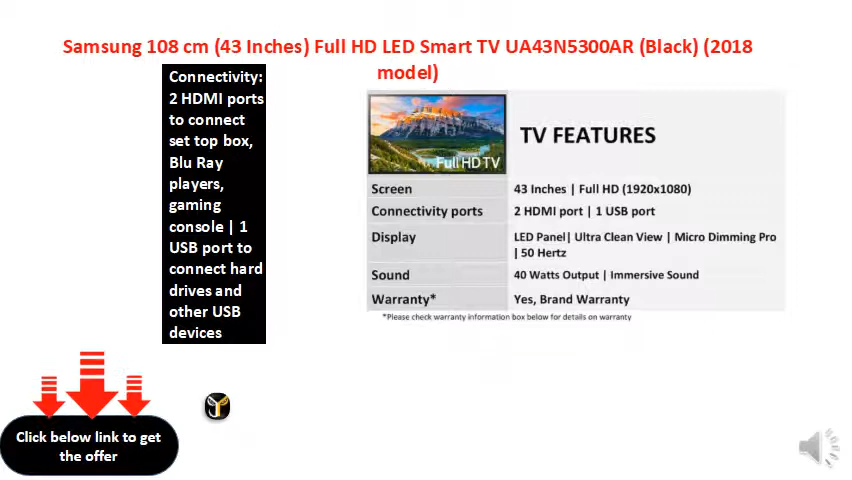 Samsung 108 cm (43 Inches) Full HD LED Smart TV UA43N5300AR (Black) (2018
model)
Connectivity:
2 HDMI ports
to connect
set top box,
Blu Ray
players,
gaming
console | 1
USB port to
connect hard
drives and
other USB
devices
Full HD TV
TV FEATURES
Screen 43 Inches | Full HD (1920x1080)
Connectivity ports 2 HDMI port | 1 USB port
Display LED Panel| Ultra Clean View | Micro Dimming Pro
| 50 Hertz
Sound 40 Watts Output | Immersive Sound
Warranty* Yes, Brand Warranty
*Please check warranty information box below for details on warranty
Click below link to get
the offer